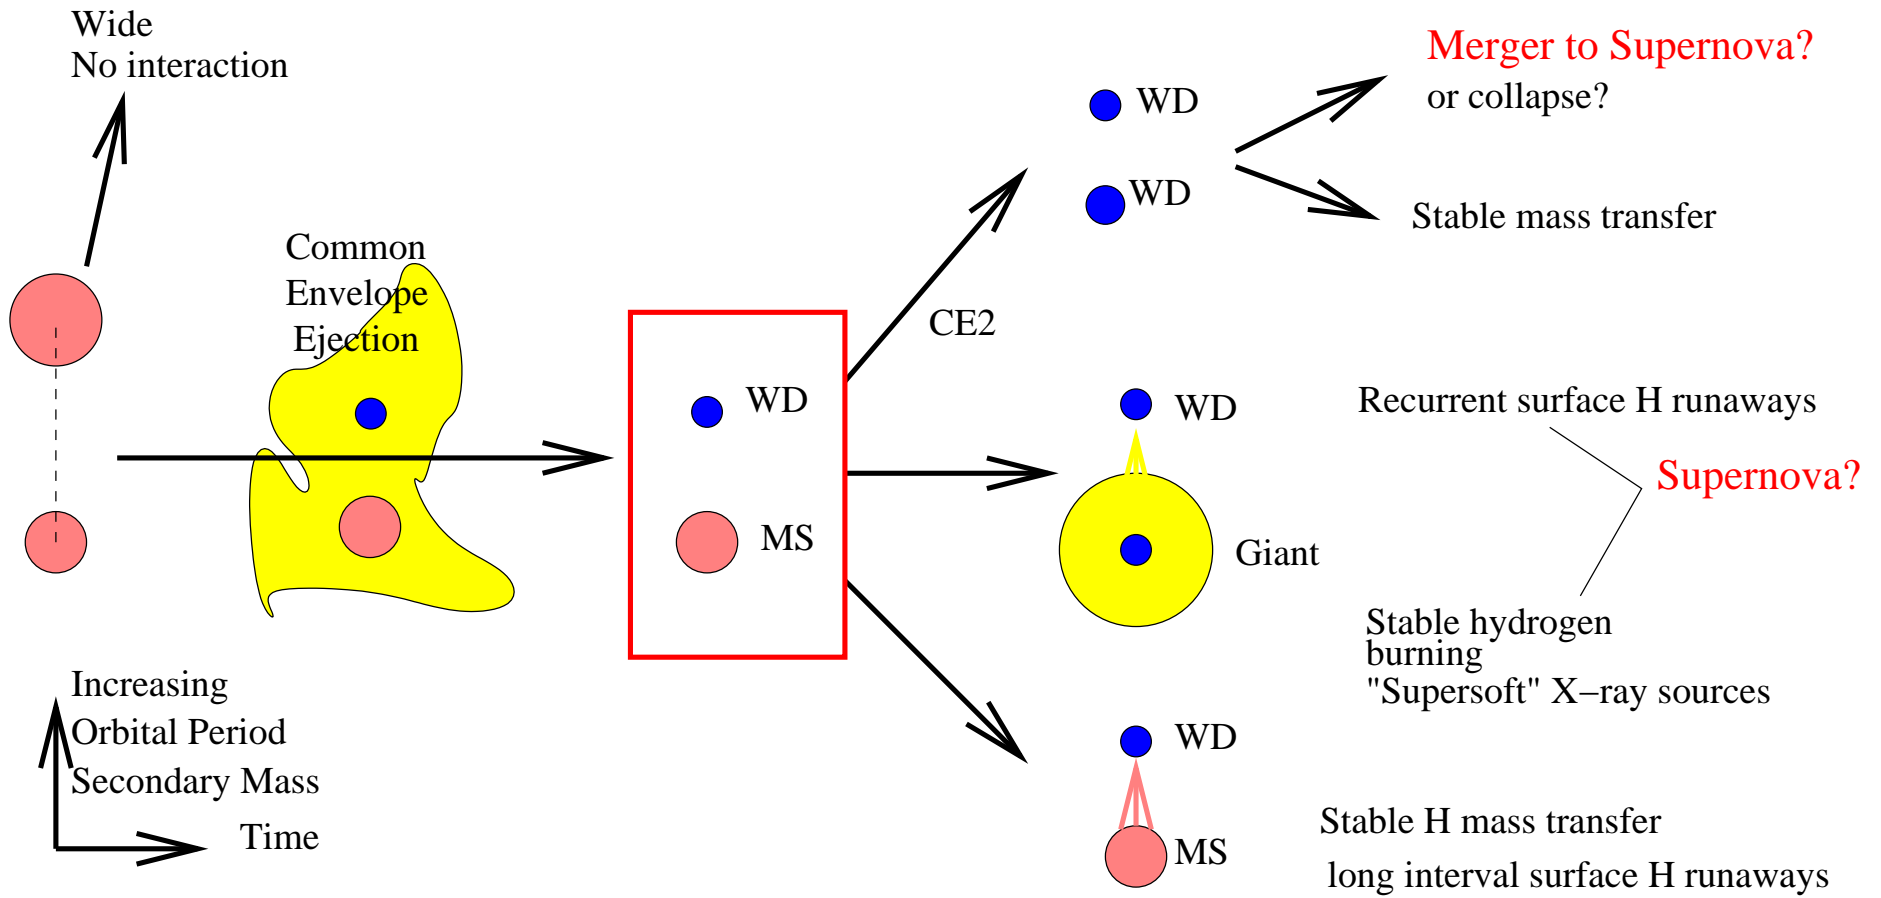 Wide
No interaction
Common
Envelope
Ejection
Increasing
Orbital Period
Secondary Mass
Time
WD
MS
CE2
WD
WD
Merger to Supernova?
or collapse?
Stable mass transfer
WD
Giant
Recurrent surface H runaways
Supernova?
Stable hydrogen
burning
"Supersoft" X−ray sources
WD
MS
Stable H mass transfer
long interval surface H runaways